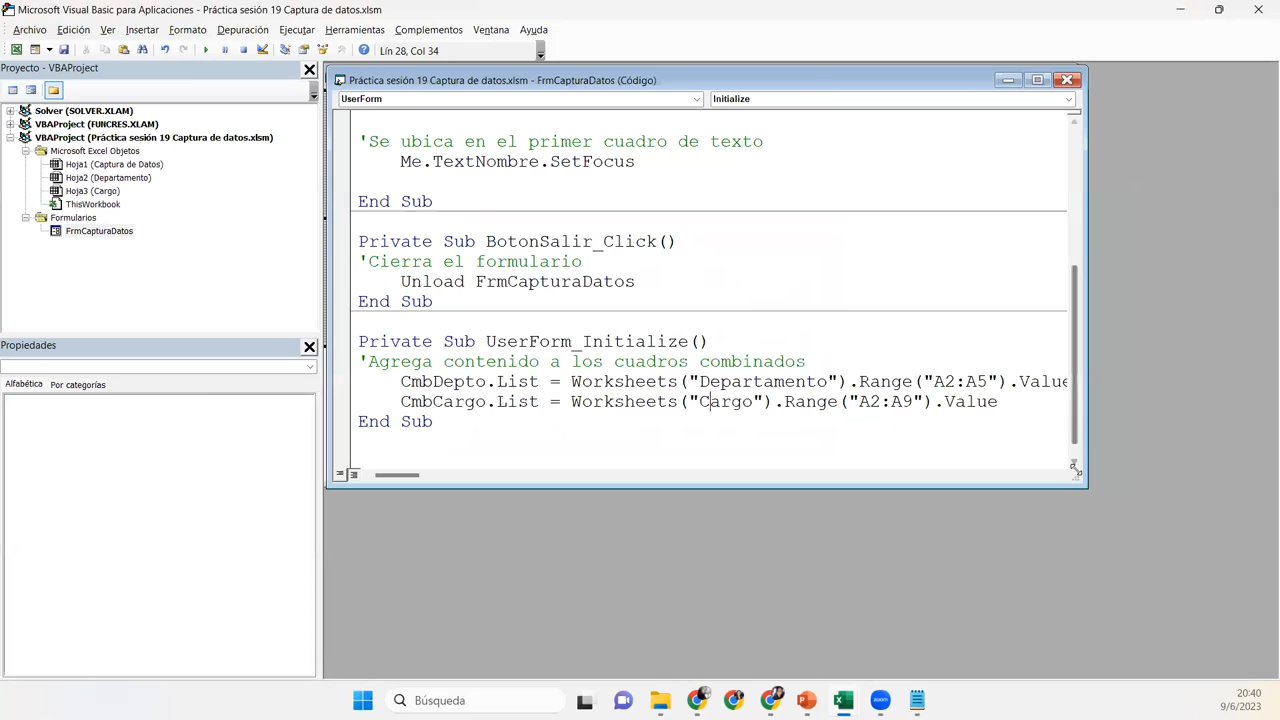 Microsoft Visual Basic para Aplicaciones - Práctica sesión 19 Captura de datos.xlsm
Archivo Edición Ver Insertar Formato Depuración Ejecutar Herramientas Complementos Ventana Ayuda
Lín 28, Col 34
Proyecto - VBAProject
Solver (SOLVER.XLAM)
VBAProject (FUNCRES.XLAM)
VBAProject (Práctica sesión 19 Captura de datos.xlsm)
Microsoft Excel Objetos
Hoja1 (Captura de Datos)
Hoja2 (Departamento)
Hoja3 (Cargo)
ThisWorkbook
Formularios
FrmCapturaDatos
Propiedades
Alfabética Por categorías
Práctica sesión 19 Captura de datos.xlsm - FrmCapturaDatos (Código)
UserForm Initialize
'Se ubica en el primer cuadro de texto
Me.TextNombre.SetFocus
End Sub
Private Sub BotonSalir_Click()
'Cierra el formulario
Unload FrmCapturaDatos
End Sub
Private Sub UserForm_Initialize()
'Agrega contenido a los cuadros combinados
CmbDepto.List = Worksheets("Departamento").Range("A2:A5").Value
CmbCargo.List = Worksheets("Cargo").Range("A2:A9").Value
End Sub
Búsqueda
20:40
9/6/2023